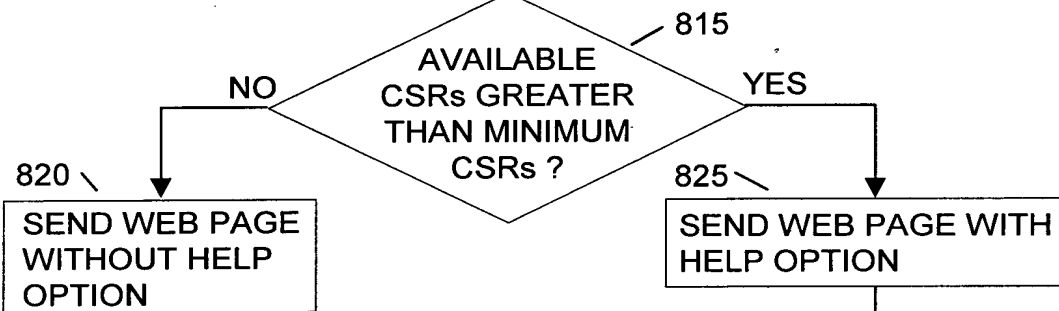 815
AVAILABLE
CSRs GREATER
THAN MINIMUM
CSRs ?
NO
YES
820
SEND WEB PAGE
WITHOUT HELP
OPTION
825
SEND WEB PAGE WITH
HELP OPTION